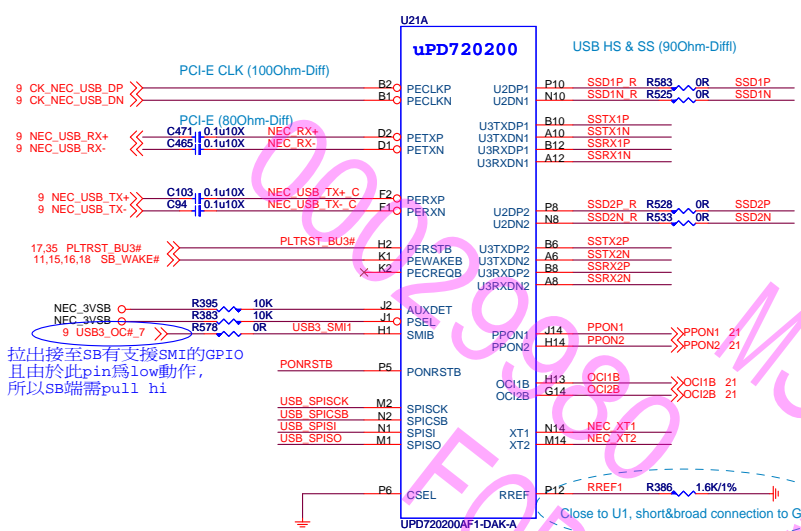 U21A
uPD720200
USB HS & SS (90Ohm-Diffl)
PCI-E CLK (100Ohm-Diff)
9 CK_NEC_USB_DP B2 PECLKP
9 CK_NEC_USB_DN B1 PECLKN
U2DP1 P10 SSD1P_R R583 0R SSD1P
U2DN1 N10 SSD1N_R R525 0R SSD1N
PCI-E (80Ohm-Diff)
9 NEC_USB_RX+ C471 0.1u10X NEC_RX+ D2 PETXP
9 NEC_USB_RX- C465 0.1u10X NEC_RX- D1 PETXN
U3TXDP1 B10 SSTX1P
U3TXDN1 A10 SSTX1N
U3RXDP1 B12 SSRX1P
U3RXDN1 A12 SSRX1N
9 NEC_USB_TX+ C103 0.1u10X NEC_USB_TX+_C F2 PERXP
9 NEC_USB_TX- C94 0.1u10X NEC_USB_TX-_C F1 PERXN
U2DP2 P8 SSD2P_R R528 0R SSD2P
U2DN2 N8 SSD2N_R R533 0R SSD2N
17,35 PLTRST_BU3# PLTRST_BU3# H2 PERSTB
11,15,16,18 SB_WAKE# K1 PEWAKEB
K2 PECREQB
U3TXDP2 B6 SSTX2P
U3TXDN2 A6 SSTX2N
U3RXDP2 B8 SSRX2P
U3RXDN2 A8 SSRX2N
NEC_3VSB R395 10K J2 AUXDET
NEC_3VSB R383 10K J1 PSEL
9 USB3_OC#_7 R578 0R USB3_SMI1 H1 SMIB
PPON1 J14 PPON1 PPON1 21
PPON2 H14 PPON2 PPON2 21
拉出接至SB有支援SMI的GPIO
且由於此pin爲low動作,
所以SB端需pull hi
PONRSTB P5 PONRSTB
OCI1B H13 OCI1B OCI1B 21
OCI2B G14 OCI2B OCI2B 21
USB_SPISCK M2 SPISCK
USB_SPICSB N2 SPICSB
USB_SPISI N1 SPISI
USB_SPISO M1 SPISO
XT1 N14 NEC_XT1
XT2 M14 NEC_XT2
P6 CSEL
RREF P12 RREF1 R386 1.6K/1%
Close to U1, short&broad connection to G
UPD720200AF1-DAK-A
00029980